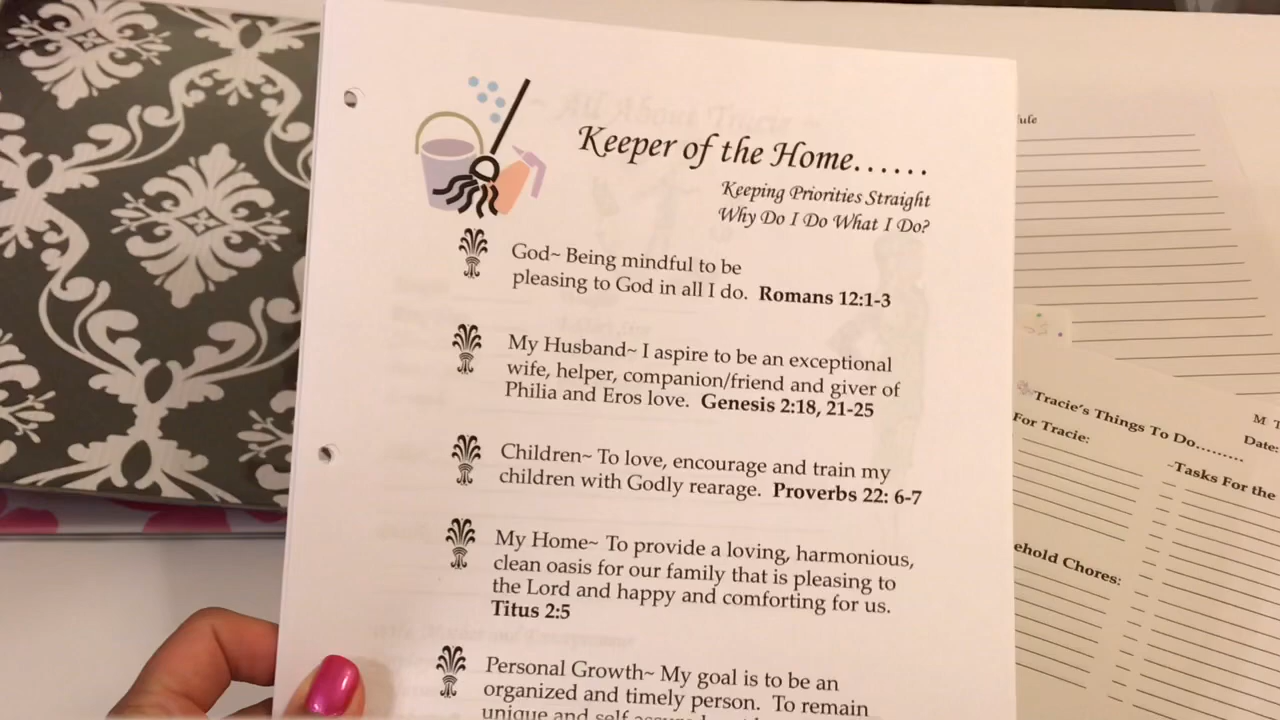 ~ All About Tracie ~
Keeper of the Home......
Keeping Priorities Straight
Why Do I Do What I Do?
God~ Being mindful to be
pleasing to God in all I do. Romans 12:1-3
My Husband~ I aspire to be an exceptional
wife, helper, companion/friend and giver of
Philia and Eros love. Genesis 2:18, 21-25
Children~ To love, encourage and train my
children with Godly rearage. Proverbs 22: 6-7
My Home~ To provide a loving, harmonious,
clean oasis for our family that is pleasing to
the Lord and happy and comforting for us.
Titus 2:5
Personal Growth~ My goal is to be an
organized and timely person. To remain
unique and self
Tracie's Things To Do.........
M T
Date:
For Tracie:
~Tasks For the
ehold Chores: